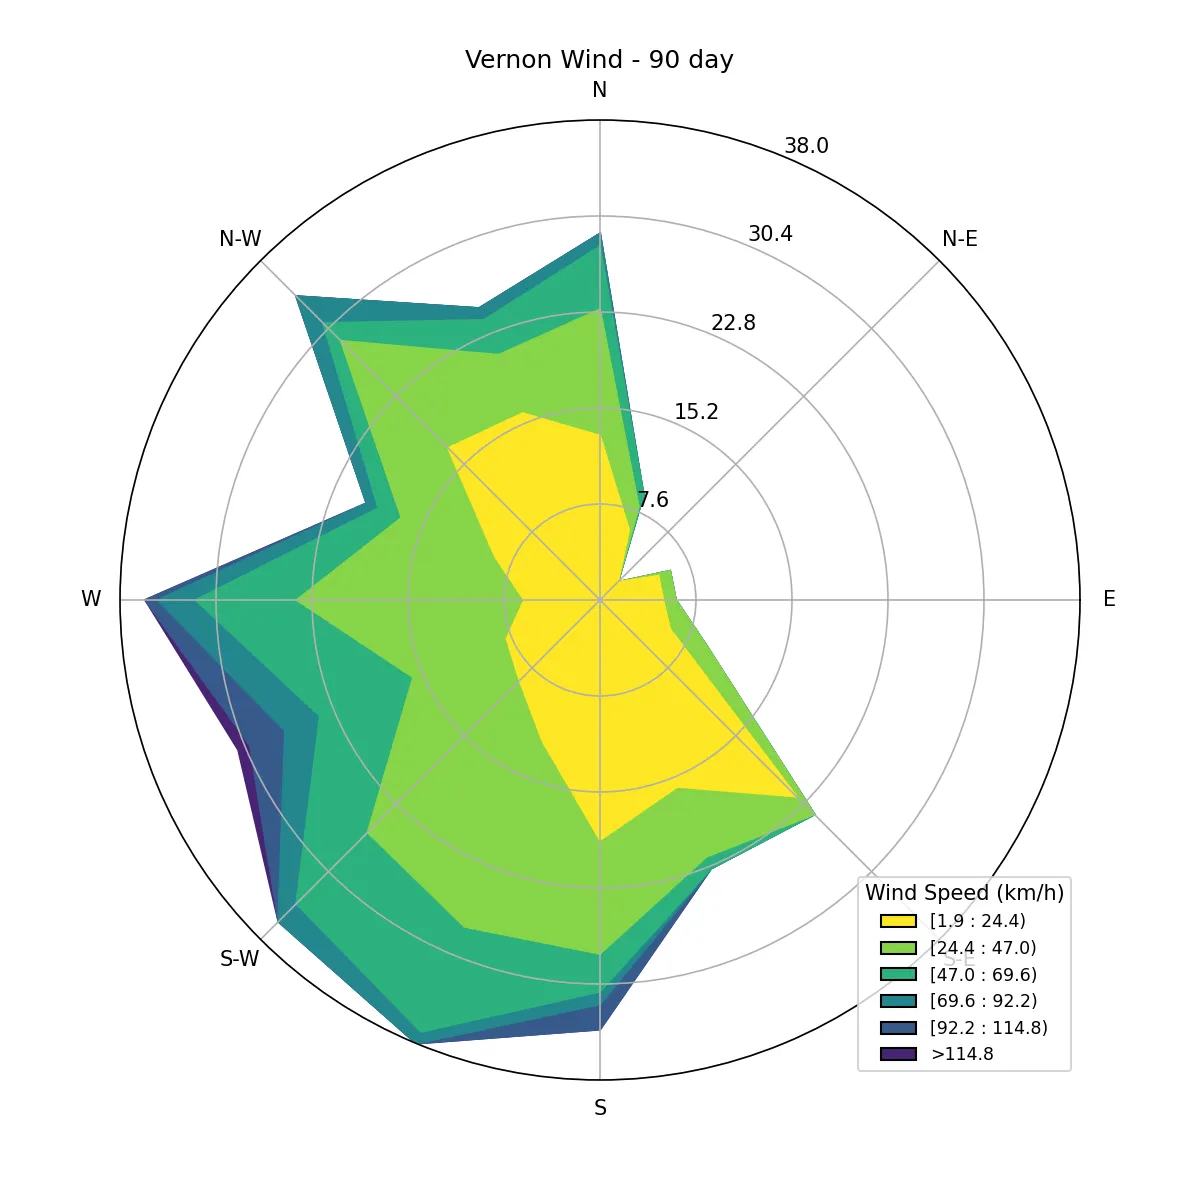 Vernon Wind - 90 day
N
38.0
30.4
N-W
N-E
22.8
15.2
7.6
W
E
S-W
S-E
S
Wind Speed (km/h)
[1.9 : 24.4)
[24.4 : 47.0)
[47.0 : 69.6)
[69.6 : 92.2)
[92.2 : 114.8)
>114.8